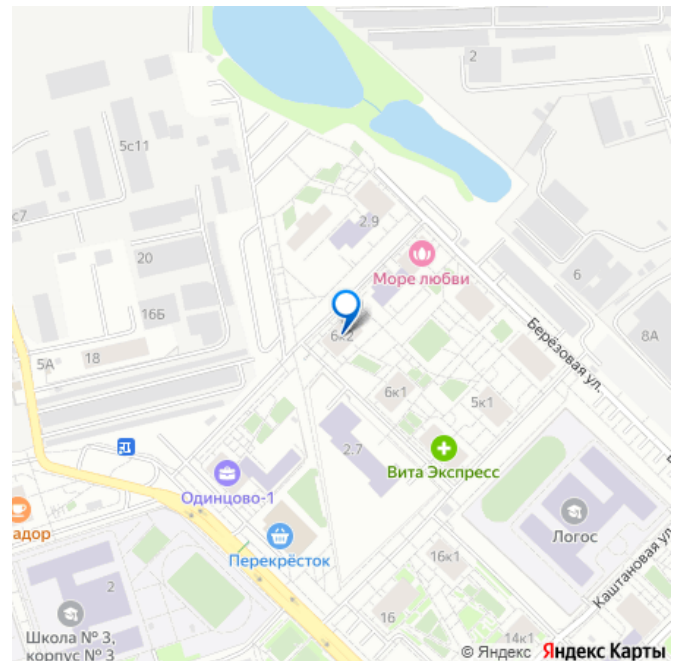 2
5с11
с7
2.9
20
Море любви
6
16Б
6к2
Берёзовая ул.
8А
5А
18
6к1
5к1
2.7
Вита Экспресс
Одинцово-1
адор
Логос
Перекрёсток
16к1
Каштановая ул.
2
16
14к1
Школа № 3,
корпус № 3
© Яндекс Яндекс Карты